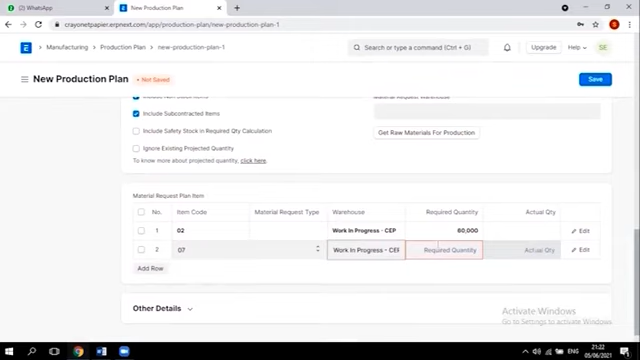 (2) WhatsApp
Production Plan
crayonetpapier.erpnext.com/app/production-plan/new-production-plan-1
E
Manufacturing
Production Plan
new-production-plan-1
Search or type a command (Ctrl + G)
Upgrade
Help
SE
New Production Plan
Not Saved
Save
Include Subcontracted Items
Include Safety Stock in Required Qty Calculation
Ignore Existing Projected Quantity
To know more about projected quantity, click here.
Material Request Warehouse
Get Raw Materials For Production
Material Request Plan Item
No. Item Code Material Request Type Warehouse Required Quantity Actual Qty
1 02 Work In Progress - CEP 60,000 Edit
2 07 Work In Progress - CEP Required Quantity Actual Qty Edit
Add Row
Other Details
Activate Windows
Go to Settings to activate Windows.
ENG
21:22
05/06/2021